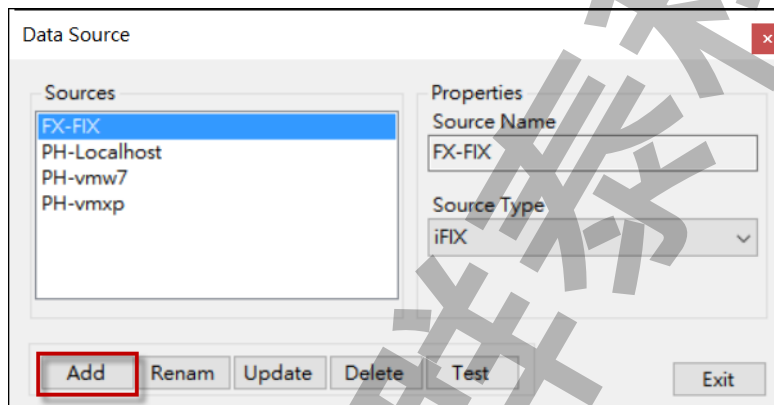 Data Source
Sources
FX-FIX
PH-Localhost
PH-vmw7
PH-vmxp
Properties
Source Name
FX-FIX
Source Type
iFIX
Add Renam Update Delete Test
Exit